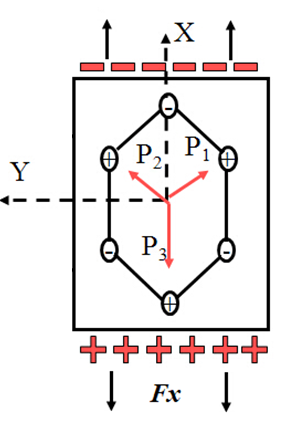 X
− − − − − −
-
+ P₂ P₁ +
Y
P₃
- -
+
+ + + + + +
Fx